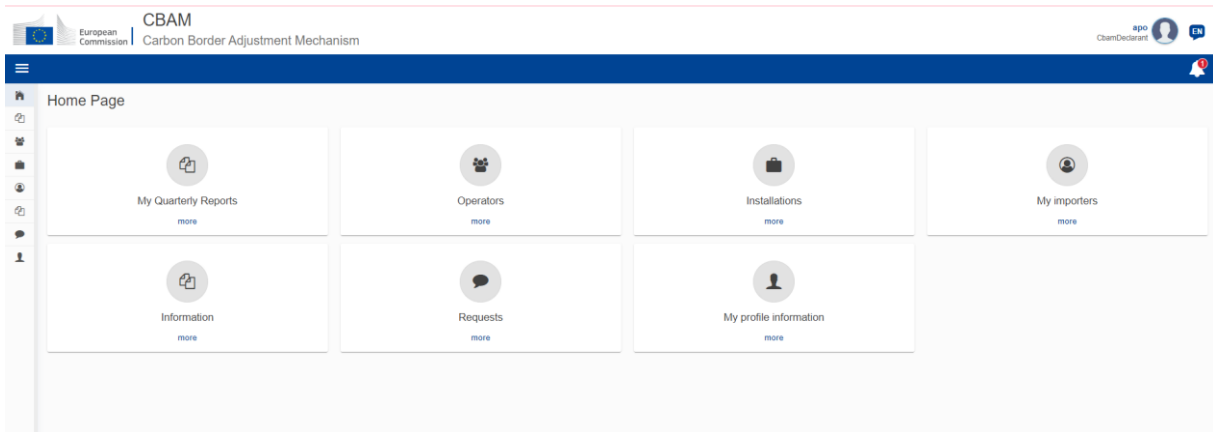 European
Commission
CBAM
Carbon Border Adjustment Mechanism
apo
CbamDeclarant
EN
1
Home Page
My Quarterly Reports
more
Operators
more
Installations
more
My importers
more
Information
more
Requests
more
My profile information
more